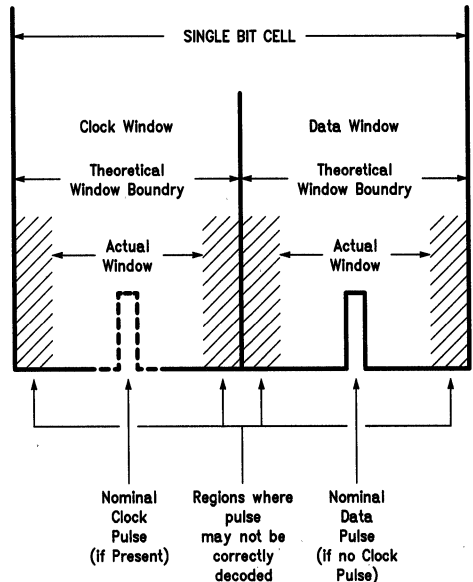 SINGLE BIT CELL
Clock Window
Data Window
Theoretical
Window Boundry
Theoretical
Window Boundry
Actual
Window
Actual
Window
Nominal
Clock
Pulse
(if Present)
Regions where
pulse
may not be
correctly
decoded
Nominal
Data
Pulse
(if no Clock
Pulse)